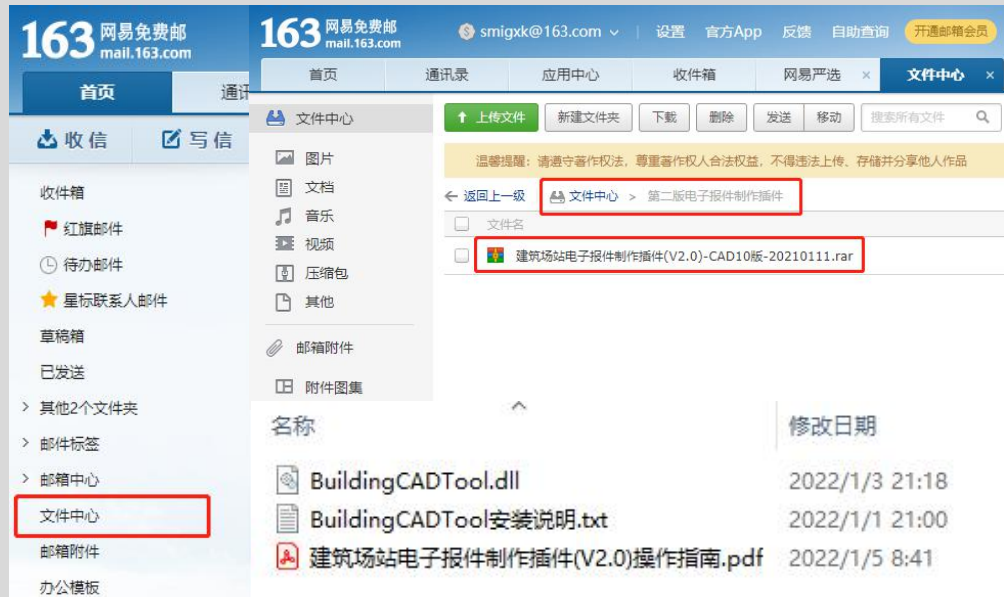 163 网易免费邮
mail.163.com
首页
通讯
收信
写信
收件箱
红旗邮件
待办邮件
星标联系人邮件
草稿箱
已发送
其他2个文件夹
邮件标签
邮箱中心
文件中心
邮箱附件
办公模板
163 网易免费邮
mail.163.com
smigxk@163.com
设置
官方App
反馈
自助查询
开通邮箱会员
首页
通讯录
应用中心
收件箱
网易严选 ×
文件中心 ×
文件中心
图片
文档
音乐
视频
压缩包
其他
邮箱附件
附件图集
上传文件
新建文件夹
下载
删除
发送
移动
搜索所有文件
温馨提醒：请遵守著作权法，尊重著作权人合法权益，不得违法上传、存储并分享他人作品
返回上一级
文件中心 > 第二版电子报件制作插件
文件名
建筑场站电子报件制作插件(V2.0)-CAD10版-20210111.rar
名称 修改日期
BuildingCADTool.dll 2022/1/3 21:18
BuildingCADTool安装说明.txt 2022/1/1 21:00
建筑场站电子报件制作插件(V2.0)操作指南.pdf 2022/1/5 8:41